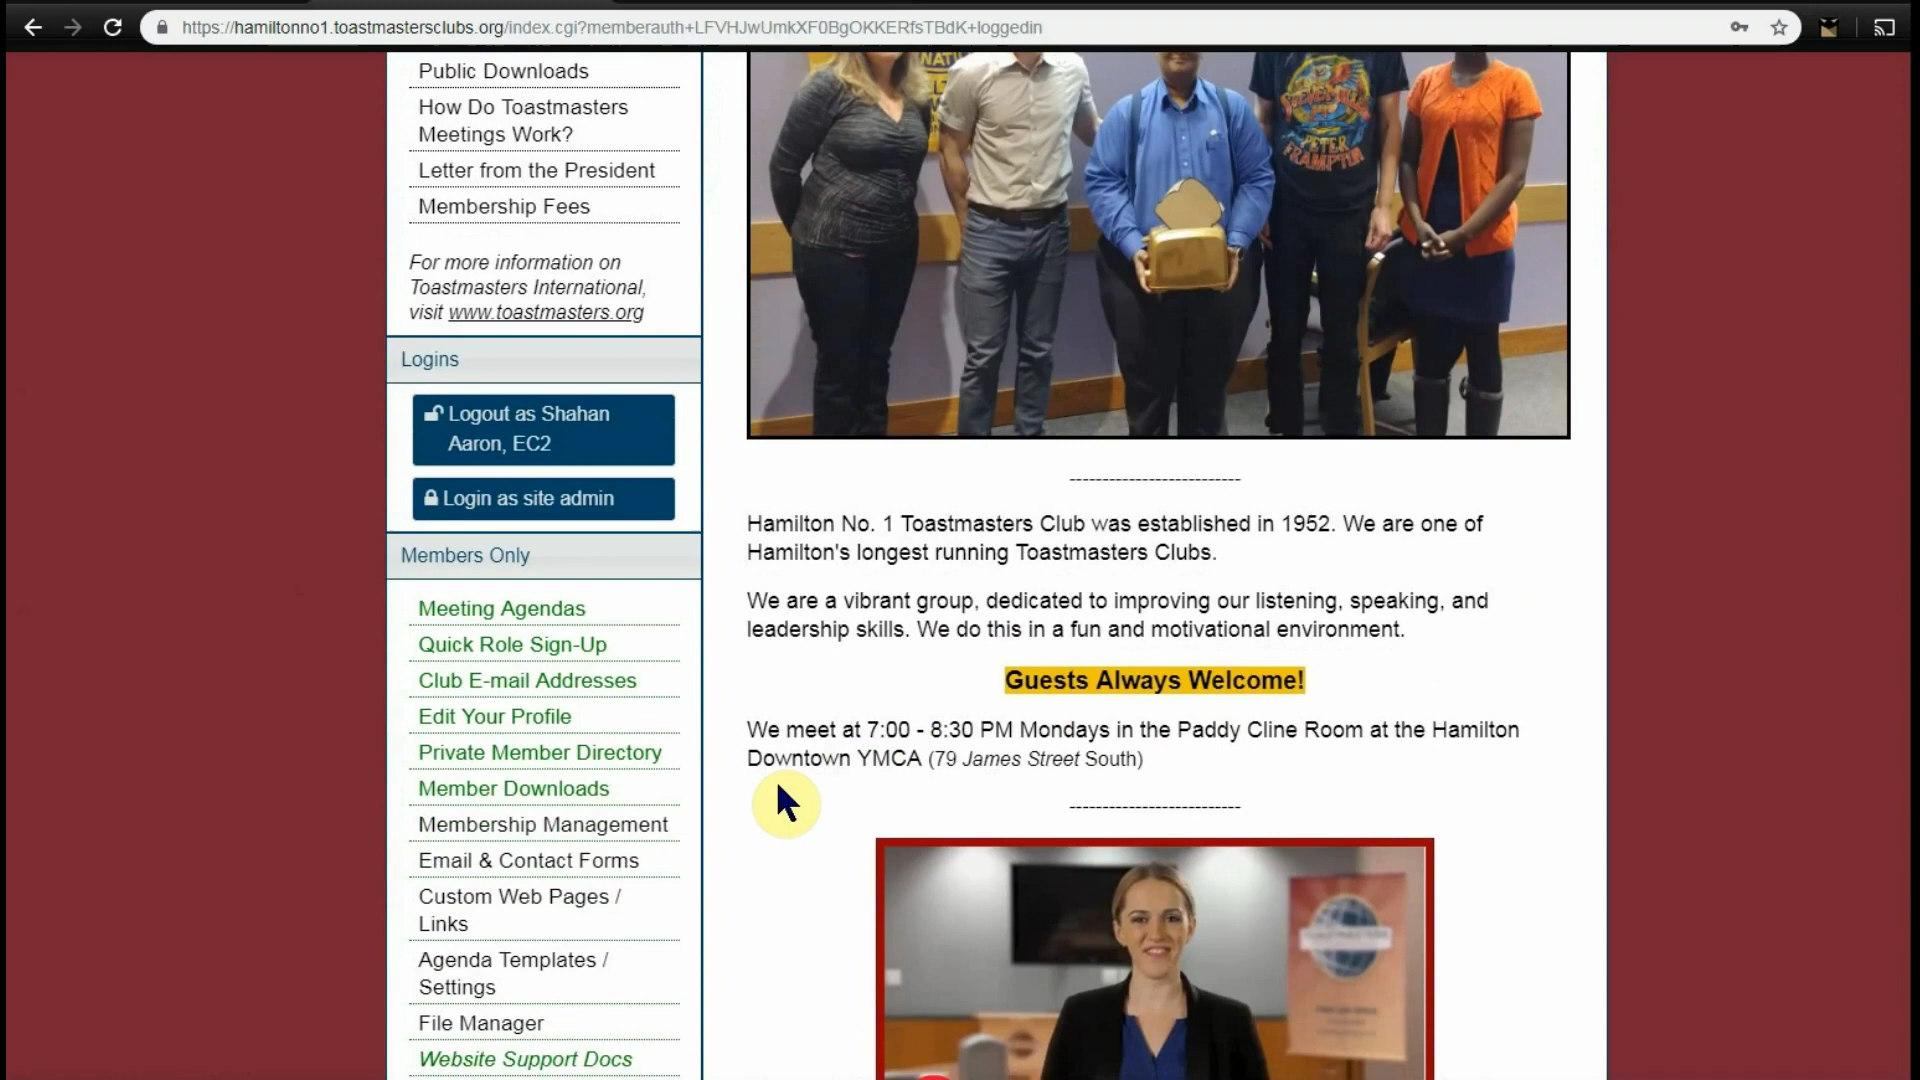 https://hamiltonno1.toastmastersclubs.org/index.cgi?memberauth+LFVHJwUmkXF0BgOKKERfsTBdK+loggedin
Public Downloads
How Do Toastmasters
Meetings Work?
Letter from the President
Membership Fees
For more information on
Toastmasters International,
visit www.toastmasters.org
Logins
Logout as Shahan
Aaron, EC2
Login as site admin
Members Only
Meeting Agendas
Quick Role Sign-Up
Club E-mail Addresses
Edit Your Profile
Private Member Directory
Member Downloads
Membership Management
Email & Contact Forms
Custom Web Pages /
Links
Agenda Templates /
Settings
File Manager
Website Support Docs
PETER
FRAMPTON
--------------------------
Hamilton No. 1 Toastmasters Club was established in 1952. We are one of
Hamilton's longest running Toastmasters Clubs.
We are a vibrant group, dedicated to improving our listening, speaking, and
leadership skills. We do this in a fun and motivational environment.
Guests Always Welcome!
We meet at 7:00 - 8:30 PM Mondays in the Paddy Cline Room at the Hamilton
Downtown YMCA (79 James Street South)
--------------------------